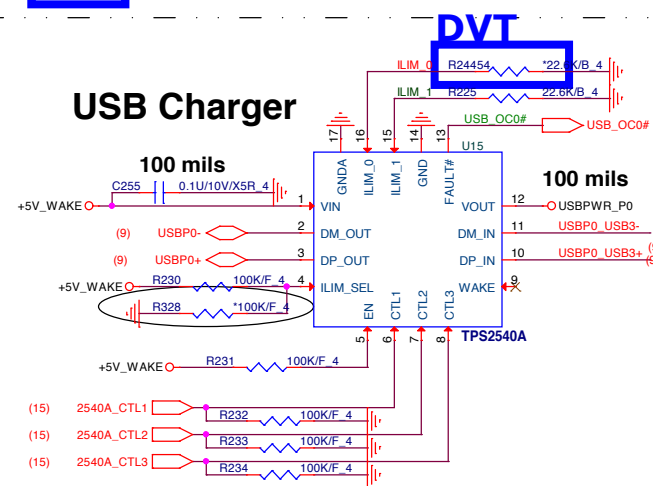 DVT
ILIM_0 R24454 *22.6K/B_4
ILIM_1 R225 22.6K/B_4
USB Charger
USB_OC0# USB_OC0#
17 16 15 14 13
U15
100 mils
100 mils
GNDA ILIM_0 ILIM_1 GND FAULT#
C255 0.1U/10V/X5R_4
+5V_WAKE 1 VIN VOUT 12 USBPWR_P0
(9) USBP0- 2 DM_OUT DM_IN 11 USBP0_USB3-
(9) USBP0+ 3 DP_OUT DP_IN 10 USBP0_USB3+
+5V_WAKE R230 100K/F_4 4 ILIM_SEL WAKE 9
R328 *100K/F_4
EN CTL1 CTL2 CTL3
5 6 7 8
TPS2540A
+5V_WAKE R231 100K/F_4
(15) 2540A_CTL1
R232 100K/F_4
(15) 2540A_CTL2
R233 100K/F_4
(15) 2540A_CTL3
R234 100K/F_4